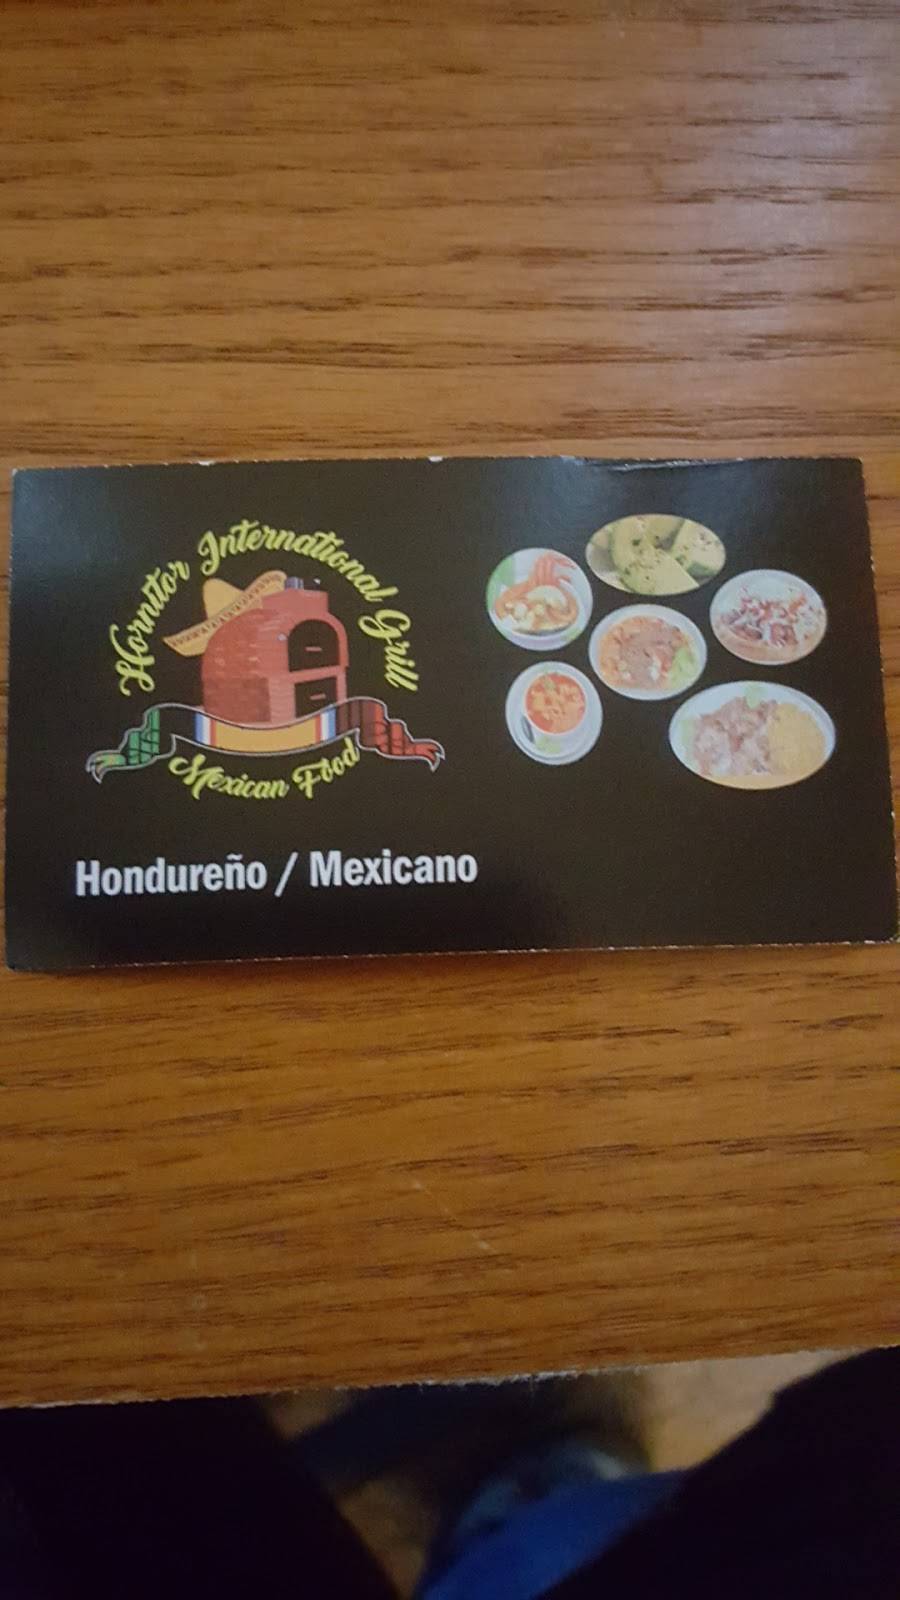 Hornitor International Grill
Mexican Food
Hondureño / Mexicano